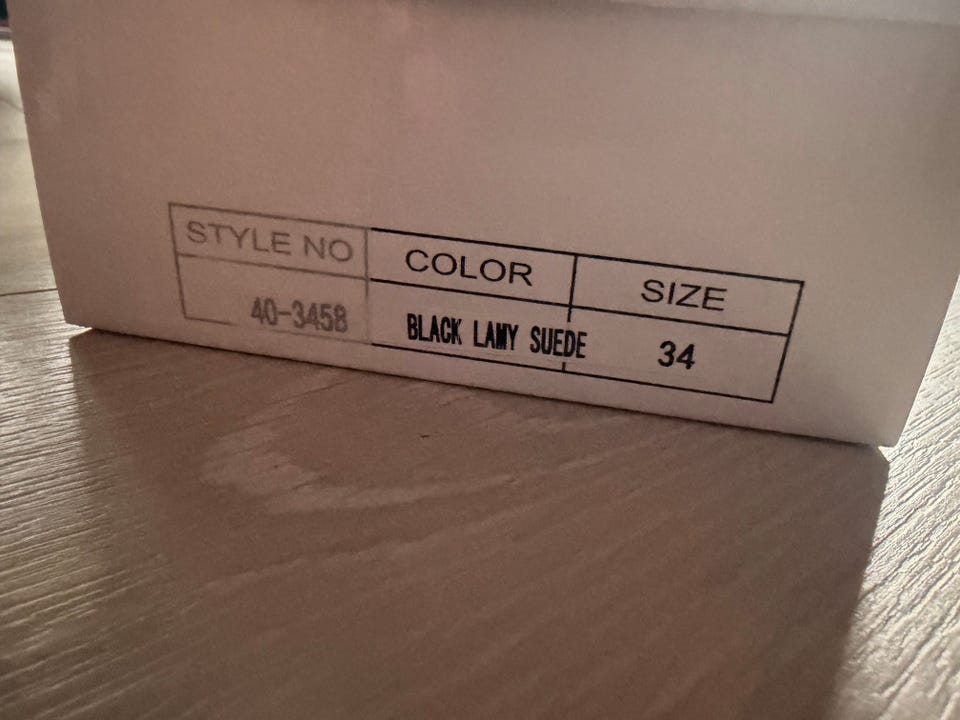 STYLE NO COLOR SIZE
40-3458 BLACK LAMY SUEDE 34